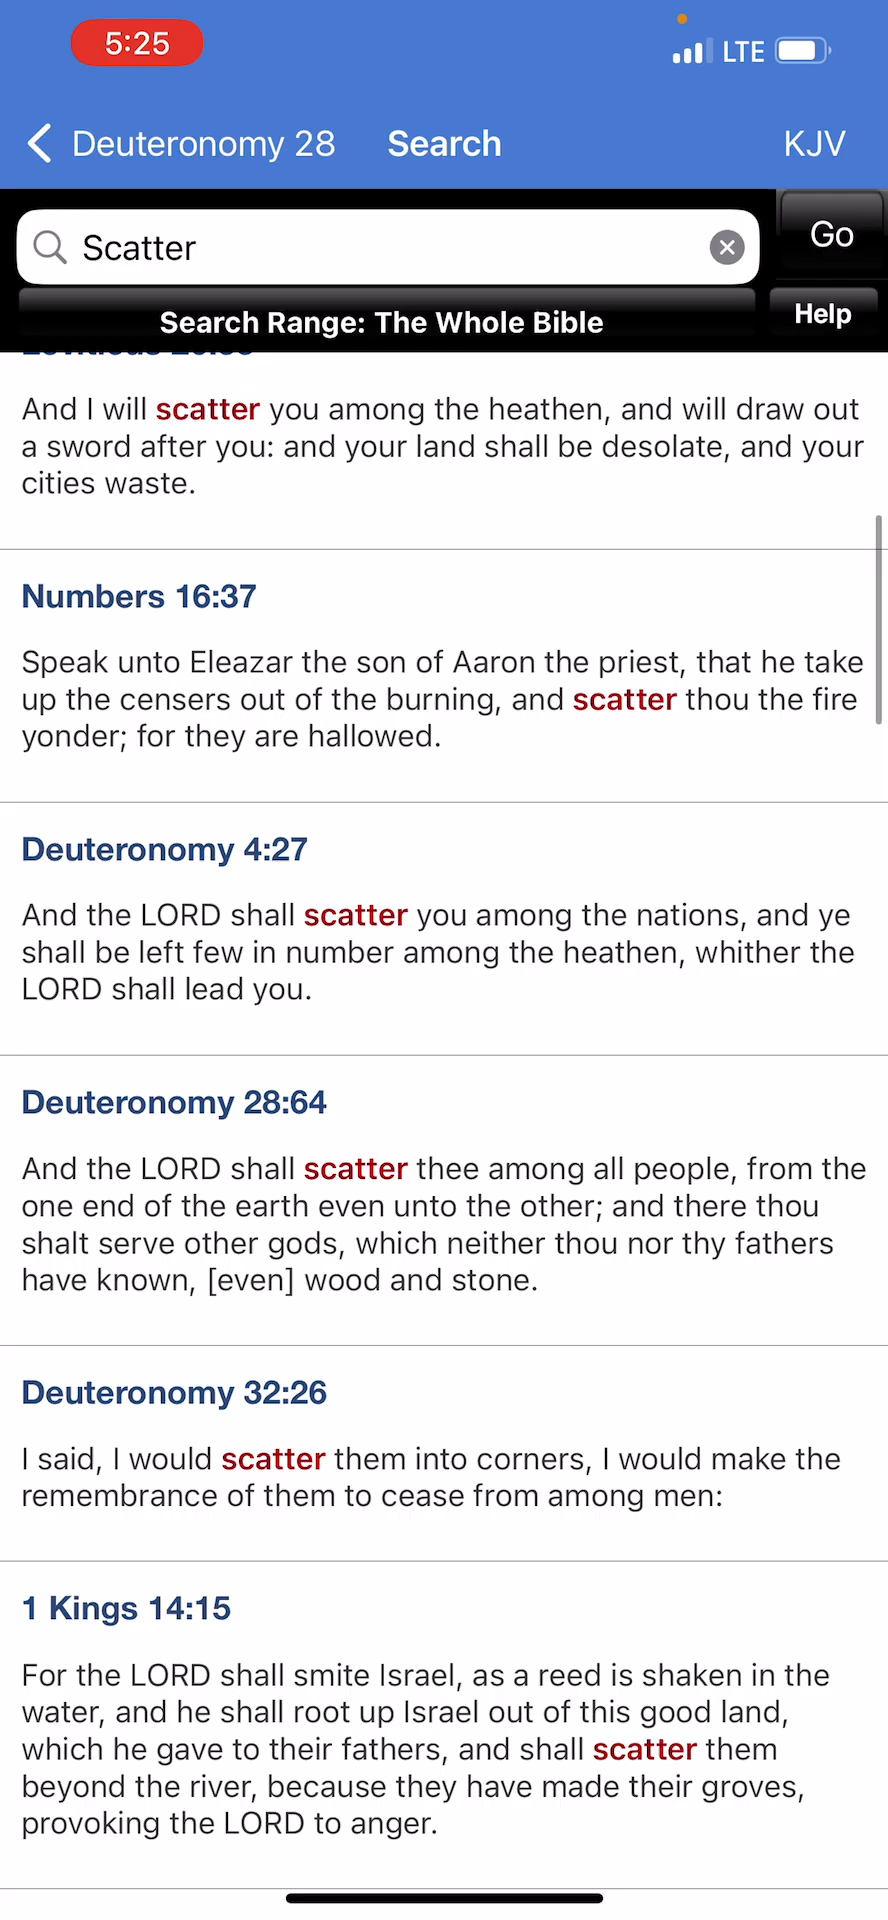 5:25
LTE
Deuteronomy 28 Search KJV
Scatter
Go
Search Range: The Whole Bible
Help
And I will scatter you among the heathen, and will draw out
a sword after you: and your land shall be desolate, and your
cities waste.
Numbers 16:37
Speak unto Eleazar the son of Aaron the priest, that he take
up the censers out of the burning, and scatter thou the fire
yonder; for they are hallowed.
Deuteronomy 4:27
And the LORD shall scatter you among the nations, and ye
shall be left few in number among the heathen, whither the
LORD shall lead you.
Deuteronomy 28:64
And the LORD shall scatter thee among all people, from the
one end of the earth even unto the other; and there thou
shalt serve other gods, which neither thou nor thy fathers
have known, [even] wood and stone.
Deuteronomy 32:26
I said, I would scatter them into corners, I would make the
remembrance of them to cease from among men:
1 Kings 14:15
For the LORD shall smite Israel, as a reed is shaken in the
water, and he shall root up Israel out of this good land,
which he gave to their fathers, and shall scatter them
beyond the river, because they have made their groves,
provoking the LORD to anger.